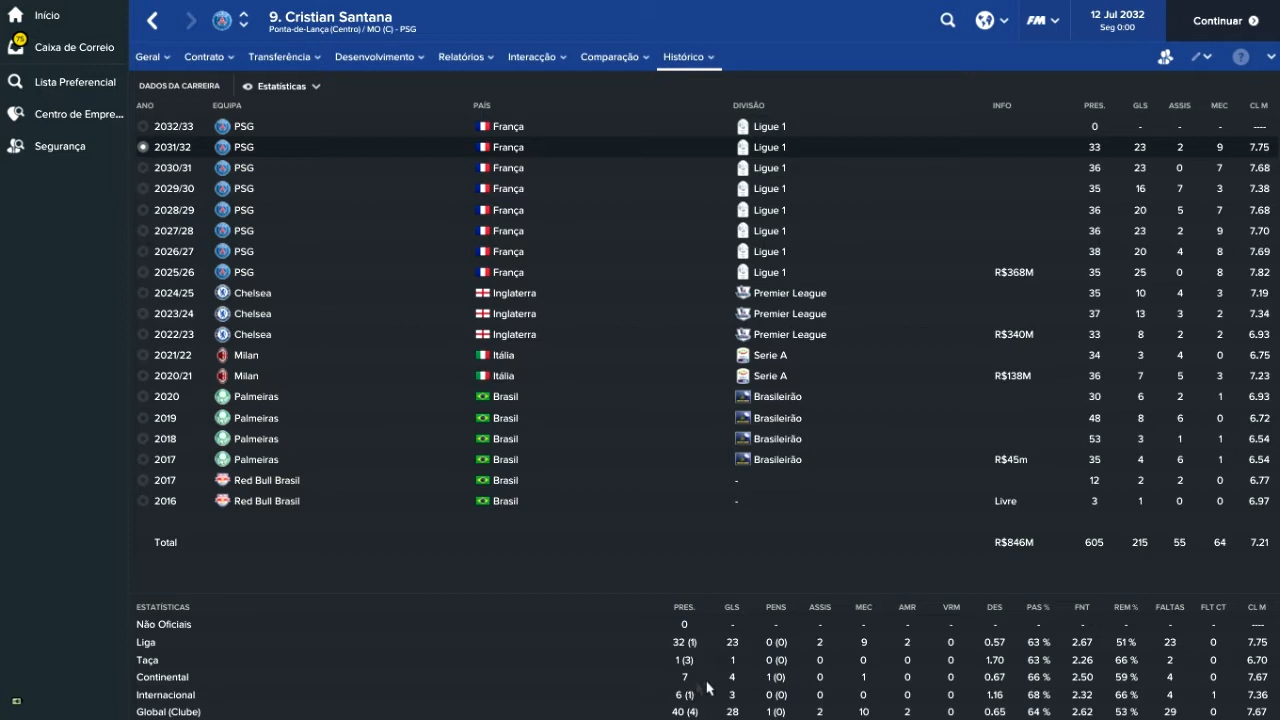 Início
75
Caixa de Correio
Lista Preferencial
Centro de Empre...
Segurança
9. Cristian Santana
Ponta-de-Lança (Centro) / MO (C) - PSG
FM
12 Jul 2032
Seg 0:00
Continuar
Geral Contrato Transferência Desenvolvimento Relatórios Interacção Comparação Histórico
?
DADOS DA CARREIRA Estatísticas
ANO EQUIPA PAÍS DIVISÃO INFO PRES. GLS ASSIS MEC CL M
2032/33 PSG França Ligue 1 0 - - - ----
2031/32 PSG França Ligue 1 33 23 2 9 7.75
2030/31 PSG França Ligue 1 36 23 0 7 7.68
2029/30 PSG França Ligue 1 35 16 7 3 7.38
2028/29 PSG França Ligue 1 36 20 5 7 7.68
2027/28 PSG França Ligue 1 36 23 2 9 7.70
2026/27 PSG França Ligue 1 38 20 4 8 7.69
2025/26 PSG França Ligue 1 R$368M 35 25 0 8 7.82
2024/25 Chelsea Inglaterra Premier League 35 10 4 3 7.19
2023/24 Chelsea Inglaterra Premier League 37 13 3 2 7.34
2022/23 Chelsea Inglaterra Premier League R$340M 33 8 2 2 6.93
2021/22 Milan Itália Serie A 34 3 4 0 6.75
2020/21 Milan Itália Serie A R$138M 36 7 5 3 7.23
2020 Palmeiras Brasil Brasileirão 30 6 2 1 6.93
2019 Palmeiras Brasil Brasileirão 48 8 6 0 6.72
2018 Palmeiras Brasil Brasileirão 53 3 1 1 6.54
2017 Palmeiras Brasil Brasileirão R$45m 35 4 6 1 6.54
2017 Red Bull Brasil Brasil - 12 2 2 0 6.77
2016 Red Bull Brasil Brasil - Livre 3 1 0 0 6.97
Total R$846M 605 215 55 64 7.21
ESTATÍSTICAS PRES. GLS PENS ASSIS MEC AMR VRM DES PAS % FNT REM % FALTAS FLT CT CL M
Não Oficiais 0 - - - - - - - - - - - - ----
Liga 32 (1) 23 0 (0) 2 9 2 0 0.57 63 % 2.67 51 % 23 0 7.75
Taça 1 (3) 1 0 (0) 0 0 0 0 1.70 63 % 2.26 66 % 2 0 6.70
Continental 7 4 1 (0) 0 1 0 0 0.67 66 % 2.50 59 % 4 0 7.67
Internacional 6 (1) 3 0 (0) 0 0 0 0 1.16 68 % 2.32 66 % 4 1 7.36
Global (Clube) 40 (4) 28 1 (0) 2 10 2 0 0.65 64 % 2.62 53 % 29 0 7.67